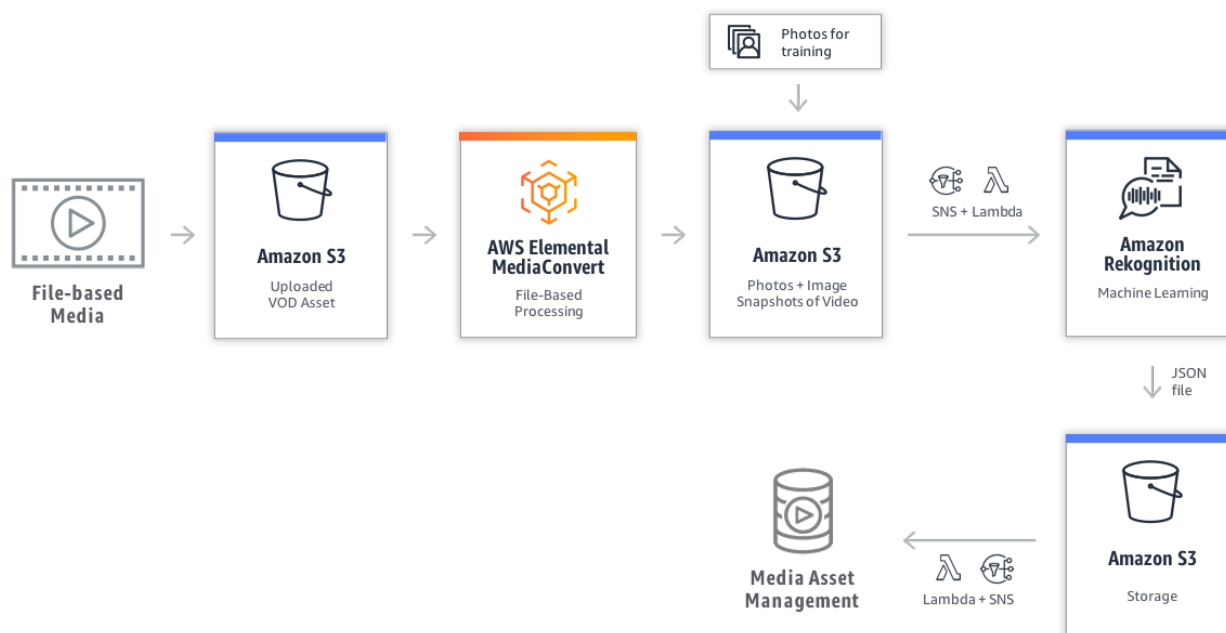 Photos for
training
File-based
Media
Amazon S3
Uploaded
VOD Asset
AWS Elemental
MediaConvert
File-Based
Processing
Amazon S3
Photos + Image
Snapshots of Video
SNS + Lambda
Amazon
Rekognition
Machine Learning
JSON
file
Amazon S3
Storage
Lambda + SNS
Media Asset
Management